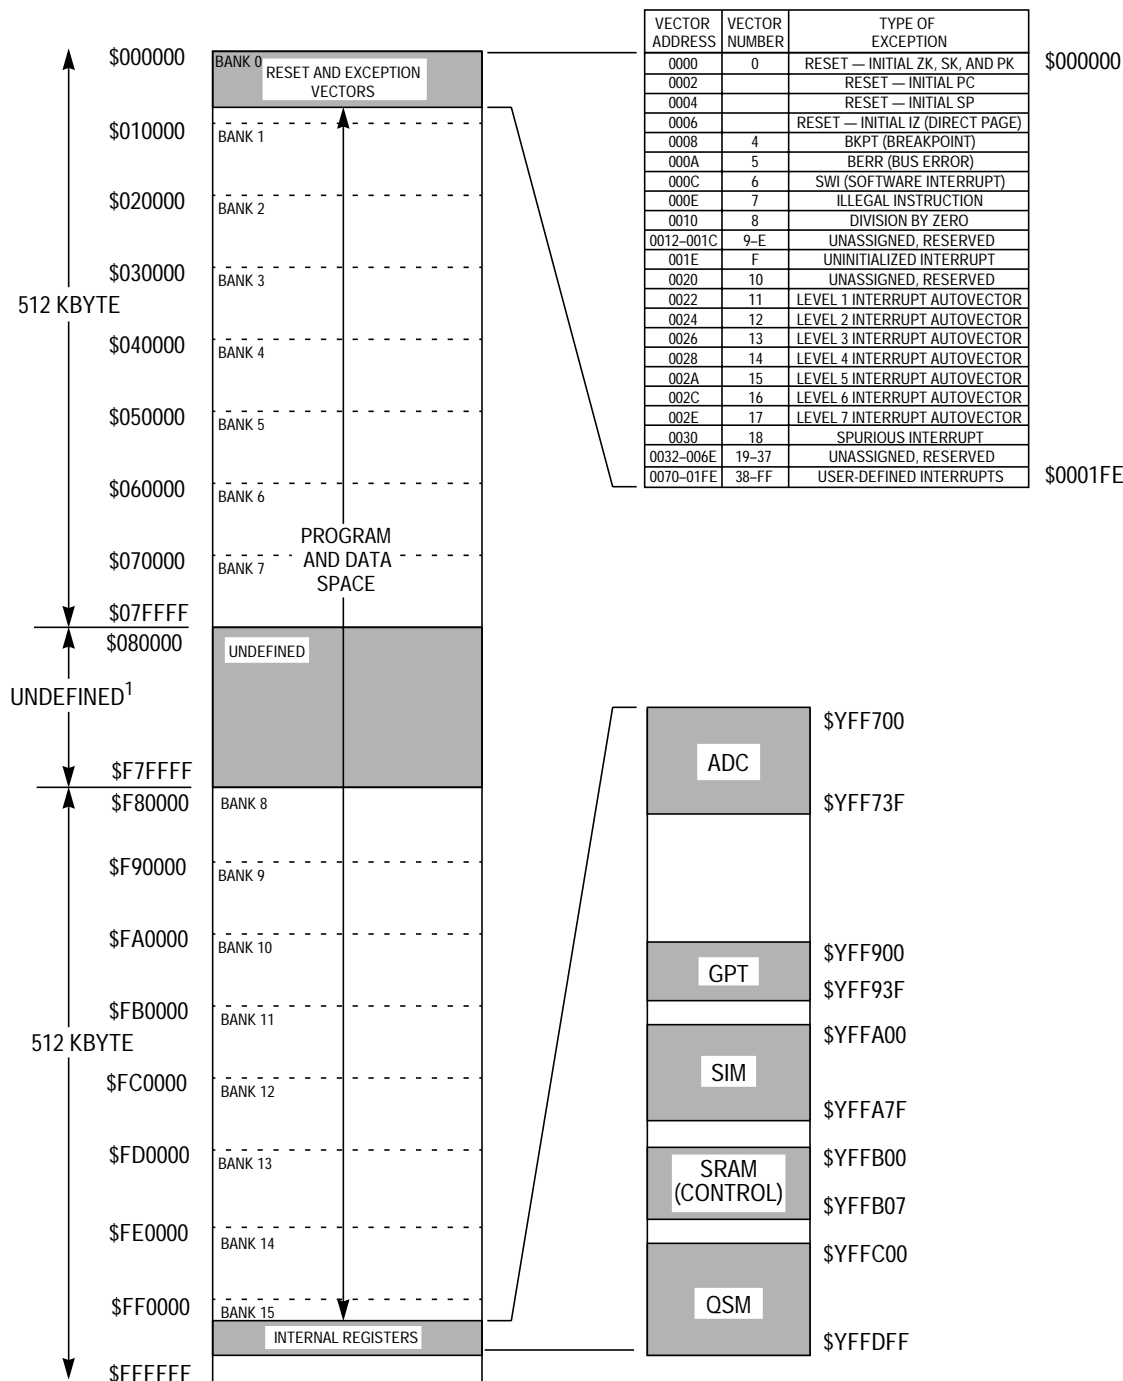 VECTOR ADDRESS VECTOR NUMBER TYPE OF EXCEPTION
0000 0 RESET — INITIAL ZK, SK, AND PK
0002 RESET — INITIAL PC
0004 RESET — INITIAL SP
0006 RESET — INITIAL IZ (DIRECT PAGE)
0008 4 BKPT (BREAKPOINT)
000A 5 BERR (BUS ERROR)
000C 6 SWI (SOFTWARE INTERRUPT)
000E 7 ILLEGAL INSTRUCTION
0010 8 DIVISION BY ZERO
0012–001C 9–E UNASSIGNED, RESERVED
001E F UNINITIALIZED INTERRUPT
0020 10 UNASSIGNED, RESERVED
0022 11 LEVEL 1 INTERRUPT AUTOVECTOR
0024 12 LEVEL 2 INTERRUPT AUTOVECTOR
0026 13 LEVEL 3 INTERRUPT AUTOVECTOR
0028 14 LEVEL 4 INTERRUPT AUTOVECTOR
002A 15 LEVEL 5 INTERRUPT AUTOVECTOR
002C 16 LEVEL 6 INTERRUPT AUTOVECTOR
002E 17 LEVEL 7 INTERRUPT AUTOVECTOR
0030 18 SPURIOUS INTERRUPT
0032–006E 19–37 UNASSIGNED, RESERVED
0070–01FE 38–FF USER-DEFINED INTERRUPTS
$000000
$0001FE
$000000
BANK 0
RESET AND EXCEPTION
VECTORS
$010000
BANK 1
$020000
BANK 2
$030000
BANK 3
512 KBYTE
$040000
BANK 4
$050000
BANK 5
$060000
BANK 6
PROGRAM
AND DATA
SPACE
$070000
BANK 7
$07FFFF
$080000
UNDEFINED
UNDEFINED1
$F7FFFF
$F80000
BANK 8
$F90000
BANK 9
$FA0000
BANK 10
$FB0000
BANK 11
512 KBYTE
$FC0000
BANK 12
$FD0000
BANK 13
$FE0000
BANK 14
$FF0000
BANK 15
INTERNAL REGISTERS
$FFFFFF
$YFF700
ADC
$YFF73F
$YFF900
GPT
$YFF93F
$YFFA00
SIM
$YFFA7F
$YFFB00
SRAM
(CONTROL)
$YFFB07
$YFFC00
QSM
$YFFDFF